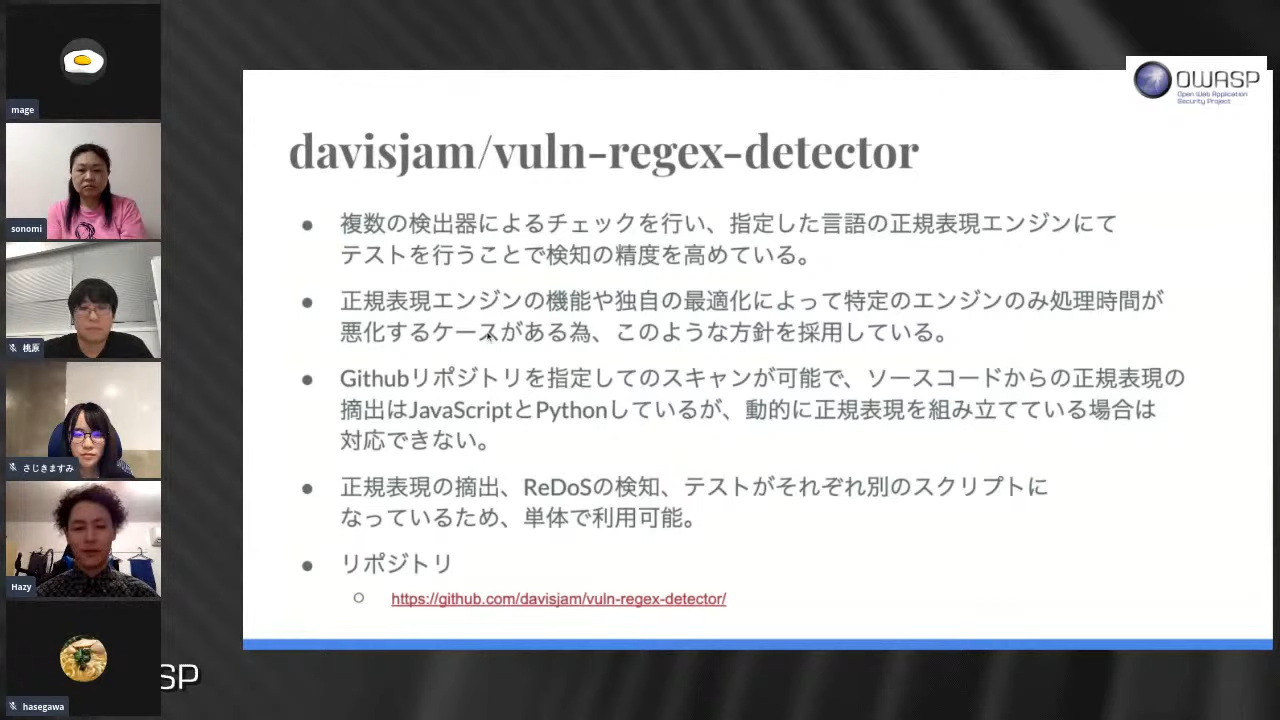 mage
sonomi
桃原
さじきますみ
Hazy
hasegawa
SP
OWASP
Open Web Application
Security Project
davisjam/vuln-regex-detector
● 複数の検出器によるチェックを行い、指定した言語の正規表現エンジンにて
テストを行うことで検知の精度を高めている。
● 正規表現エンジンの機能や独自の最適化によって特定のエンジンのみ処理時間が
悪化するケースがある為、このような方針を採用している。
● Githubリポジトリを指定してのスキャンが可能で、ソースコードからの正規表現の
摘出はJavaScriptとPythonしているが、動的に正規表現を組み立てている場合は
対応できない。
● 正規表現の摘出、ReDoSの検知、テストがそれぞれ別のスクリプトに
なっているため、単体で利用可能。
● リポジトリ
○ https://github.com/davisjam/vuln-regex-detector/